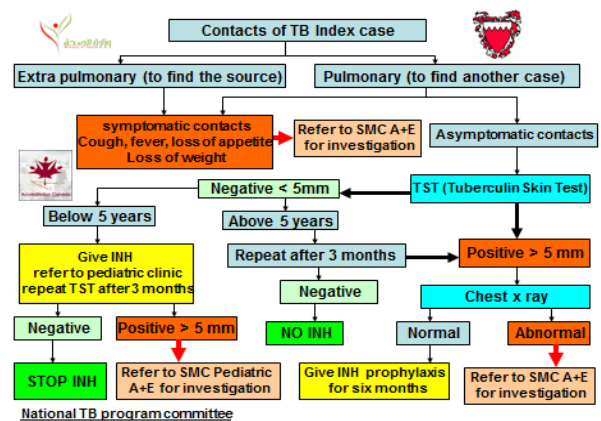 Contacts of TB Index case
وزارة الصحة
Extra pulmonary (to find the source)
Pulmonary (to find another case)
symptomatic contacts
Cough, fever, loss of appetite
Loss of weight
Refer to SMC A+E
for investigation
Asymptomatic contacts
Accreditation Canada
Negative < 5mm
TST (Tuberculin Skin Test)
Below 5 years
Above 5 years
Give INH
refer to pediatric clinic
repeat TST after 3 months
Repeat after 3 months
Positive > 5 mm
Negative
Chest x ray
Negative
Positive > 5 mm
NO INH
Normal
Abnormal
STOP INH
Refer to SMC Pediatric
A+E for investigation
Give INH prophylaxis
for six months
Refer to SMC A+E
for investigation
National TB program committee